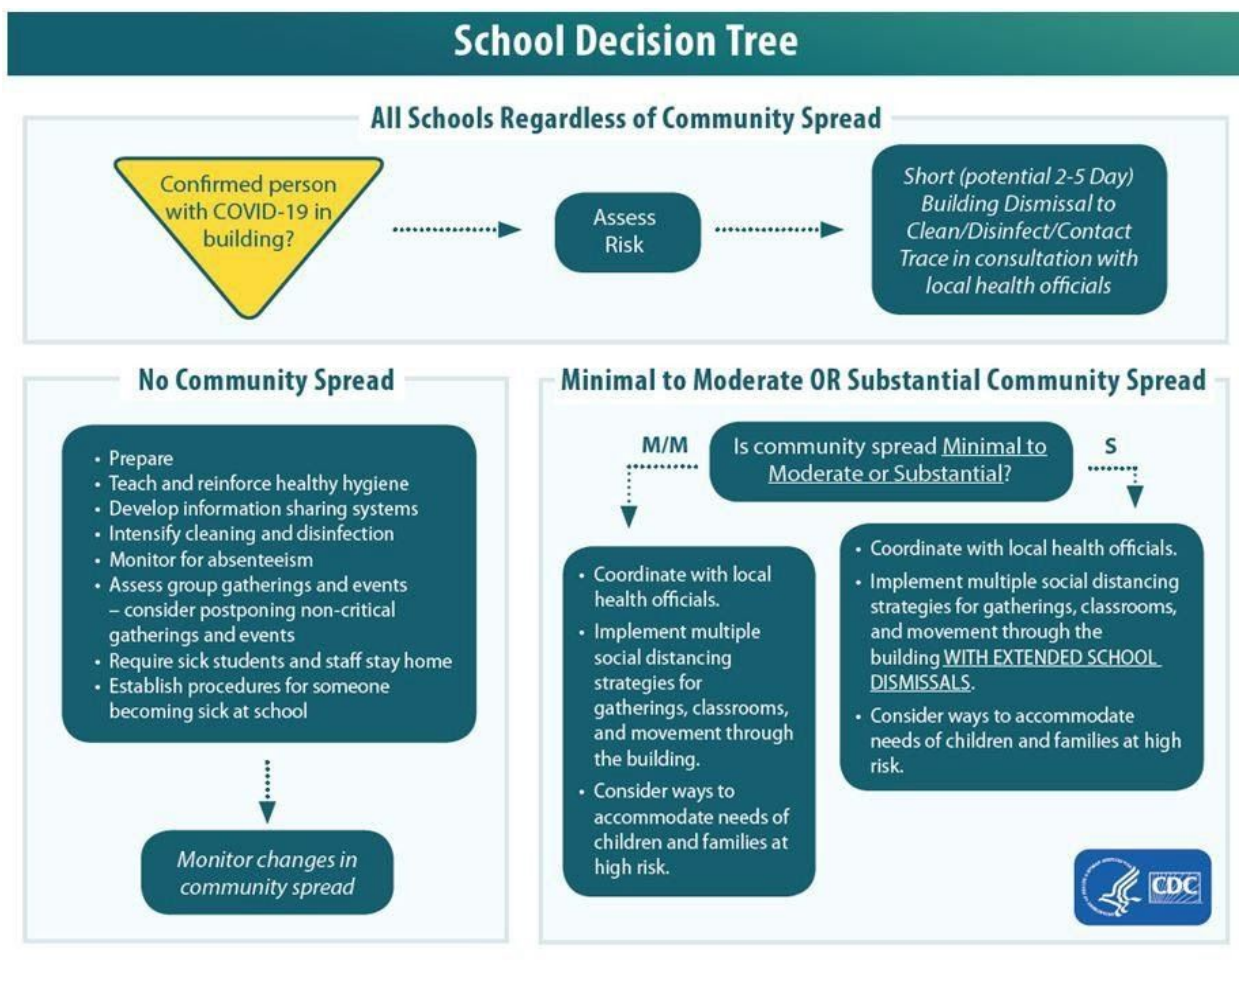 School Decision Tree
All Schools Regardless of Community Spread
Confirmed person
with COVID-19 in
building?
Assess
Risk
Short (potential 2-5 Day)
Building Dismissal to
Clean/Disinfect/Contact
Trace in consultation with
local health officials
No Community Spread
• Prepare
• Teach and reinforce healthy hygiene
• Develop information sharing systems
• Intensify cleaning and disinfection
• Monitor for absenteeism
• Assess group gatherings and events
– consider postponing non-critical
gatherings and events
• Require sick students and staff stay home
• Establish procedures for someone
becoming sick at school
Monitor changes in
community spread
Minimal to Moderate OR Substantial Community Spread
M/M
Is community spread Minimal to
Moderate or Substantial?
S
• Coordinate with local
health officials.
• Implement multiple
social distancing
strategies for
gatherings, classrooms,
and movement through
the building.
• Consider ways to
accommodate needs of
children and families at
high risk.
• Coordinate with local health officials.
• Implement multiple social distancing
strategies for gatherings, classrooms,
and movement through the
building WITH EXTENDED SCHOOL
DISMISSALS.
• Consider ways to accommodate
needs of children and families at high
risk.
CDC